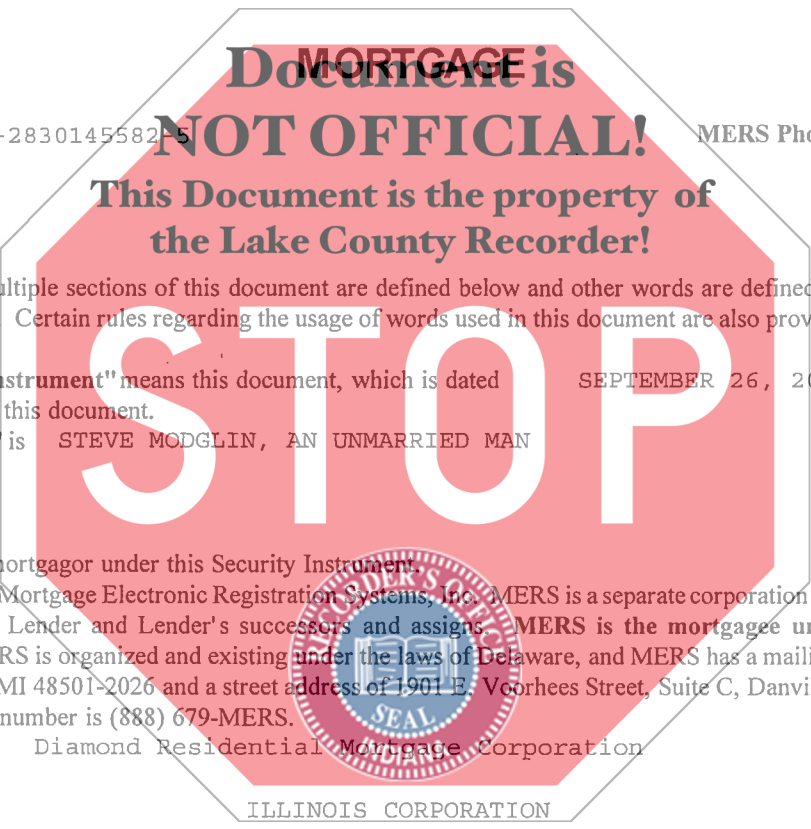 MORTGAGE
Document is
-2830145582-5
NOT OFFICIAL!
MERS Pho
This Document is the property of
the Lake County Recorder!
ultiple sections of this document are defined below and other words are defined
Certain rules regarding the usage of words used in this document are also prov
nstrument" means this document, which is dated SEPTEMBER 26, 20
this document.
" is STEVE MODGLIN, AN UNMARRIED MAN
STOP
mortgagor under this Security Instrument.
Mortgage Electronic Registration Systems, Inc. MERS is a separate corporation
Lender and Lender's successors and assigns. MERS is the mortgagee un
RS is organized and existing under the laws of Delaware, and MERS has a maili
MI 48501-2026 and a street address of 1901 E. Voorhees Street, Suite C, Danvi
number is (888) 679-MERS.
RECORDER'S OFFICE
SEAL
INDIANA
Diamond Residential Mortgage Corporation
ILLINOIS CORPORATION